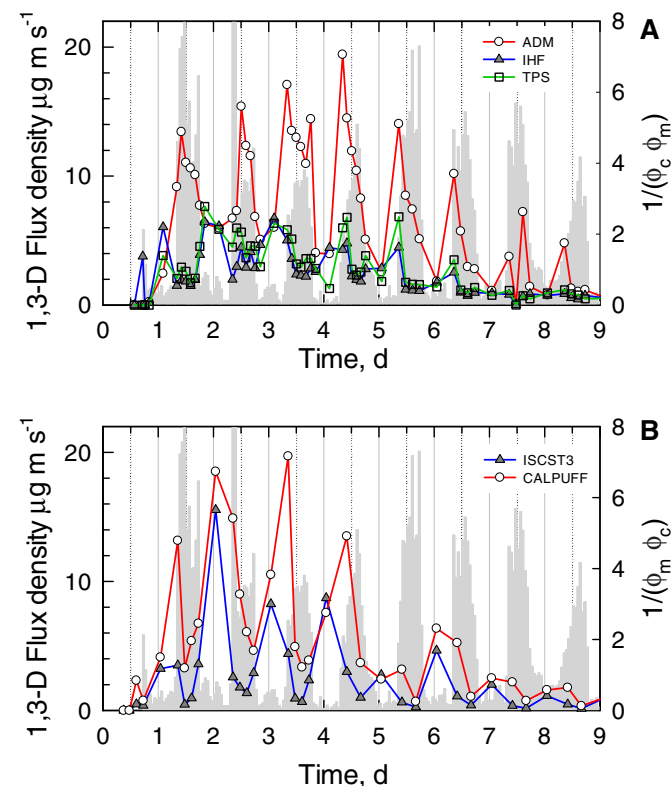 A
1,3-D Flux density µg m s⁻¹
20
10
0
8
6
4
2
0
1/(ϕc ϕm)
ADM
IHF
TPS
0 1 2 3 4 5 6 7 8 9
Time, d
B
1,3-D Flux density µg m s⁻¹
20
10
0
8
6
4
2
0
1/(ϕm ϕc)
ISCST3
CALPUFF
0 1 2 3 4 5 6 7 8 9
Time, d